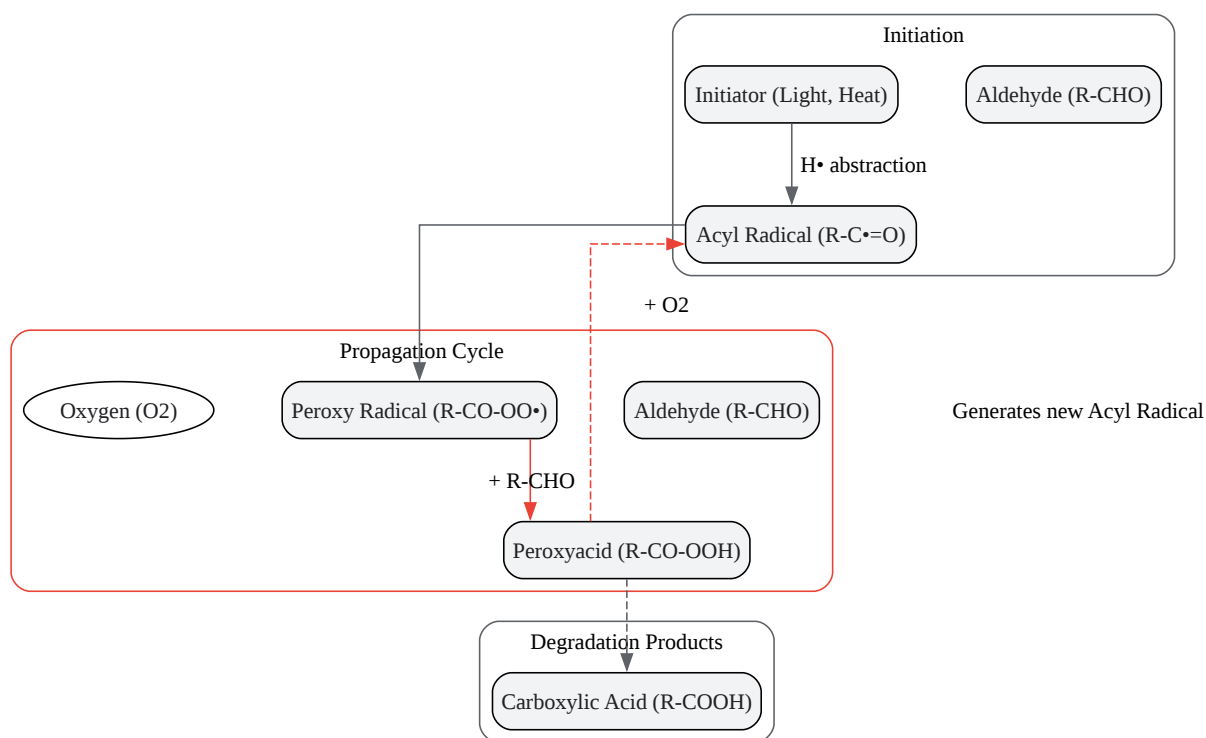 Initiation
Initiator (Light, Heat)
Aldehyde (R-CHO)
H• abstraction
Acyl Radical (R-C•=O)
+ O2
Propagation Cycle
Oxygen (O2)
Peroxy Radical (R-CO-OO•)
Aldehyde (R-CHO)
Generates new Acyl Radical
+ R-CHO
Peroxyacid (R-CO-OOH)
Degradation Products
Carboxylic Acid (R-COOH)